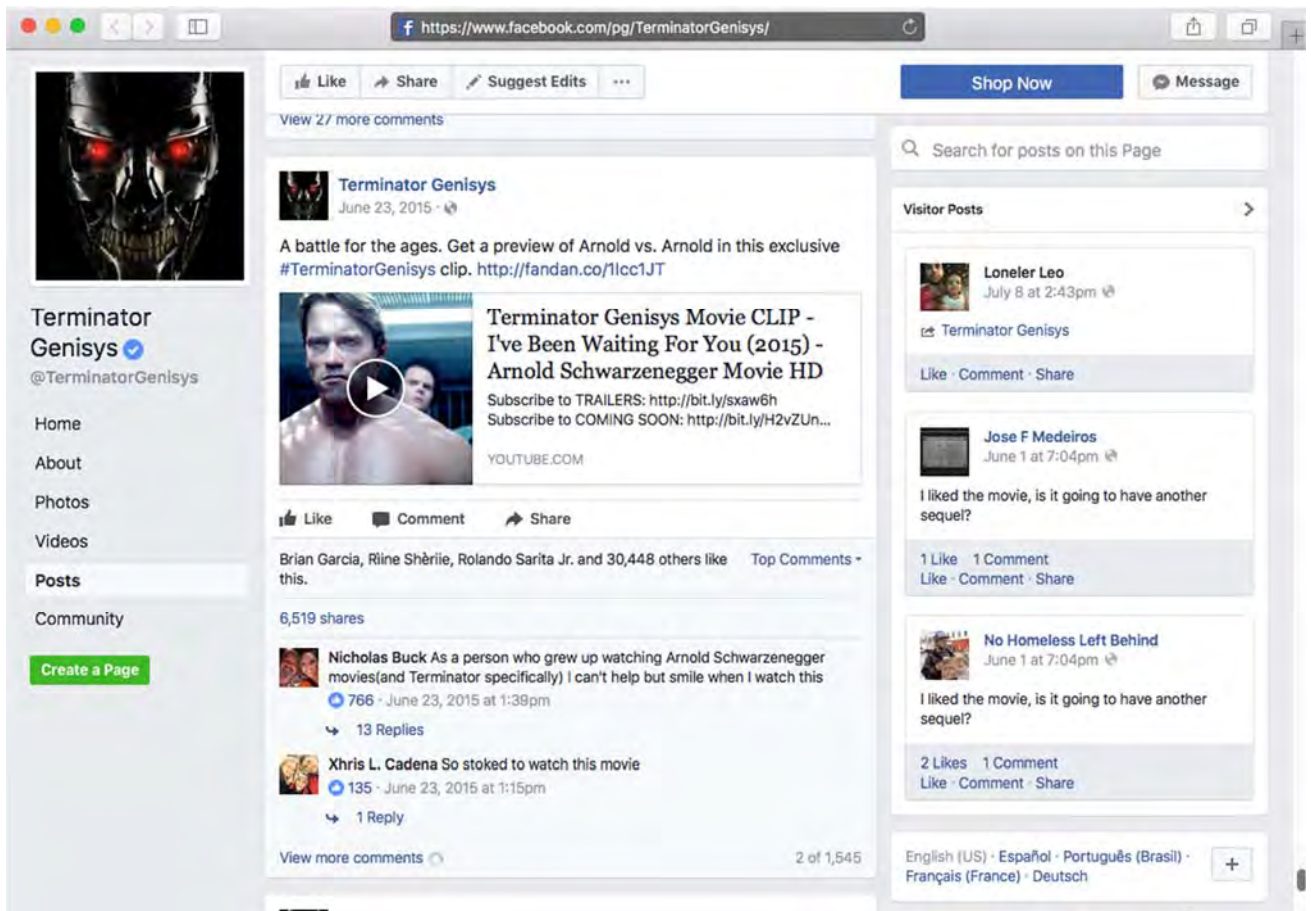 https://www.facebook.com/pg/TerminatorGenisys/
Like
Share
Suggest Edits
Shop Now
Message
View 27 more comments
Search for posts on this Page
Terminator
Genisys
@TerminatorGenisys
Home
About
Photos
Videos
Posts
Community
Create a Page
Terminator Genisys
June 23, 2015
A battle for the ages. Get a preview of Arnold vs. Arnold in this exclusive
#TerminatorGenisys clip. http://fandan.co/1Icc1JT
Terminator Genisys Movie CLIP -
I've Been Waiting For You (2015) -
Arnold Schwarzenegger Movie HD
Subscribe to TRAILERS: http://bit.ly/sxaw6h
Subscribe to COMING SOON: http://bit.ly/H2vZUn...
YOUTUBE.COM
Like Comment Share
Brian Garcia, Rîine Shèriie, Rolando Sarita Jr. and 30,448 others like Top Comments
this.
6,519 shares
Nicholas Buck As a person who grew up watching Arnold Schwarzenegger
movies(and Terminator specifically) I can't help but smile when I watch this
766 · June 23, 2015 at 1:39pm
13 Replies
Xhris L. Cadena So stoked to watch this movie
135 · June 23, 2015 at 1:15pm
1 Reply
View more comments 2 of 1,545
Visitor Posts
Loneler Leo
July 8 at 2:43pm
Terminator Genisys
Like · Comment · Share
Jose F Medeiros
June 1 at 7:04pm
I liked the movie, is it going to have another
sequel?
1 Like 1 Comment
Like · Comment · Share
No Homeless Left Behind
June 1 at 7:04pm
I liked the movie, is it going to have another
sequel?
2 Likes 1 Comment
Like · Comment · Share
English (US) · Español · Português (Brasil) ·
Français (France) · Deutsch